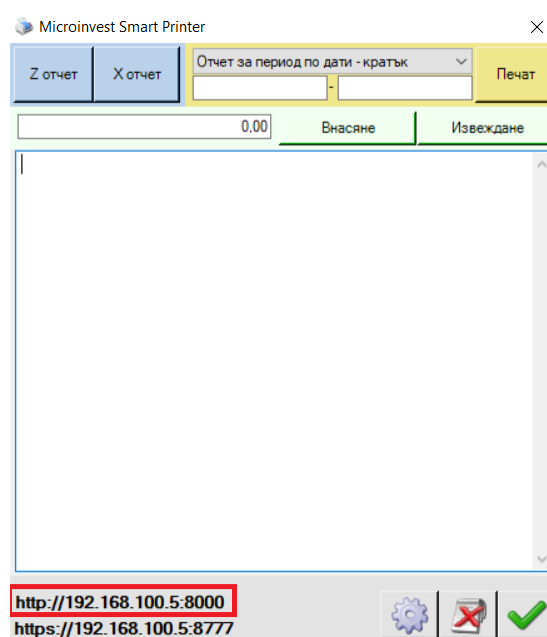 Microinvest Smart Printer
Z отчет
X отчет
Отчет за период по дати - кратък
-
Печат
0,00
Внасяне
Извеждане
http://192.168.100.5:8000
https://192.168.100.5:8777